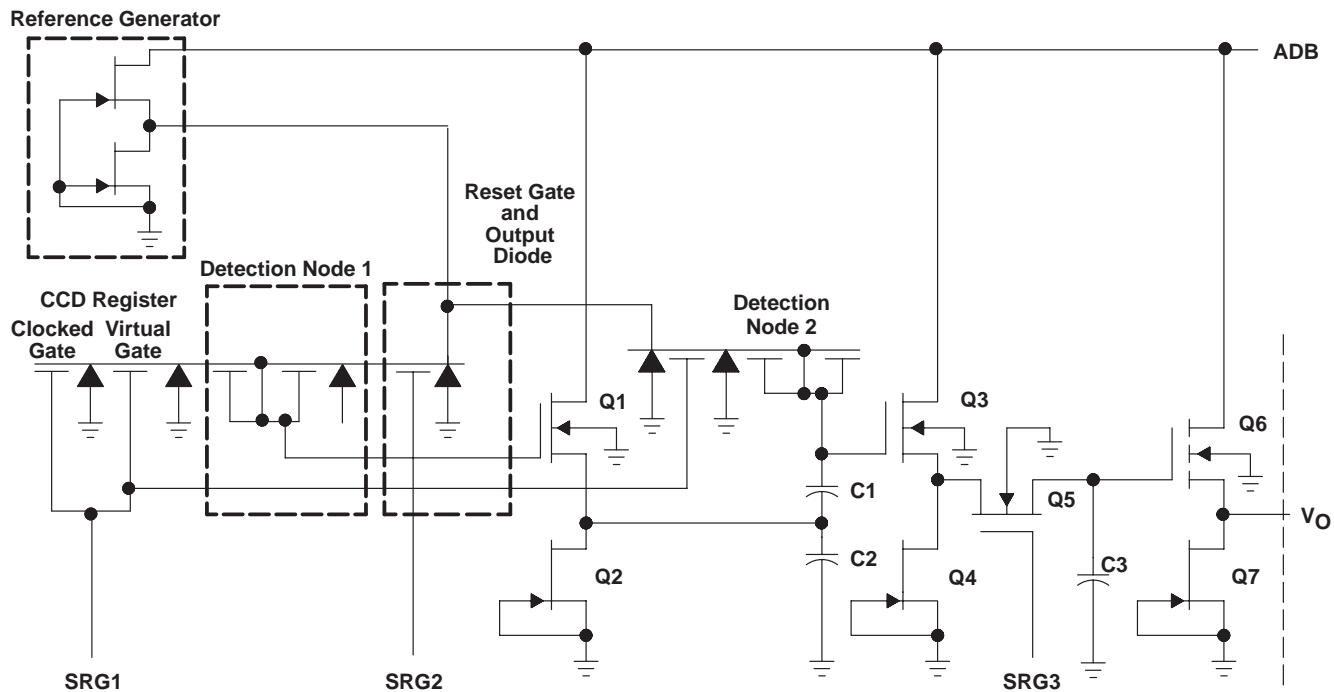 Reference Generator
ADB
Reset Gate
and
Output
Diode
Detection Node 1
CCD Register
Clocked Virtual
Gate Gate
Detection
Node 2
Q1
Q3
Q6
C1
Q5
VO
C2
Q2
Q4
C3
Q7
SRG1
SRG2
SRG3